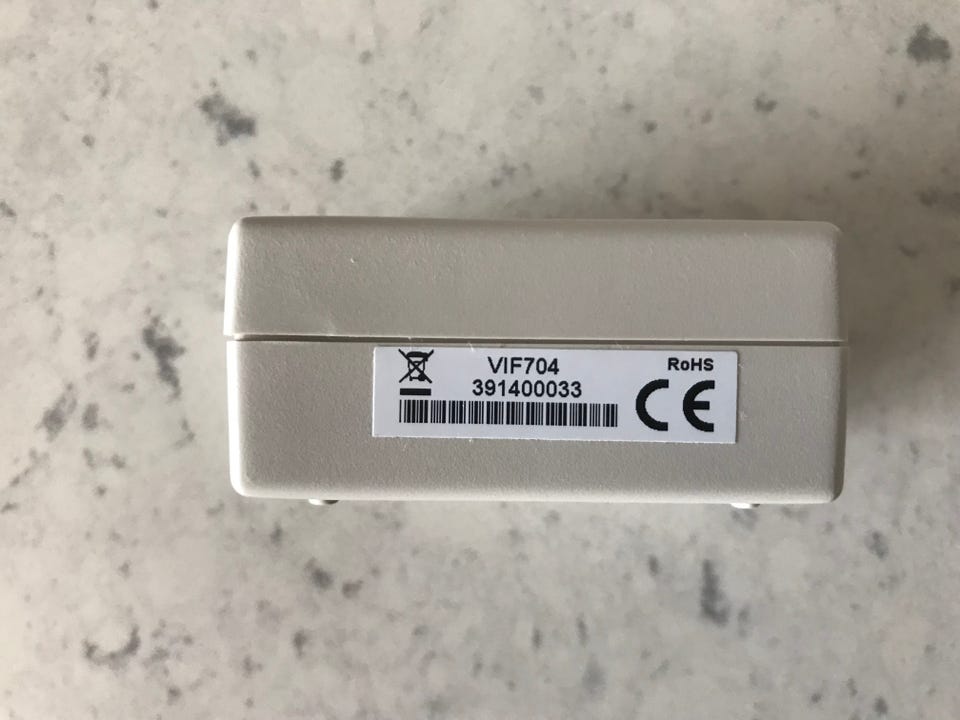 VIF704
RoHS
391400033
CE